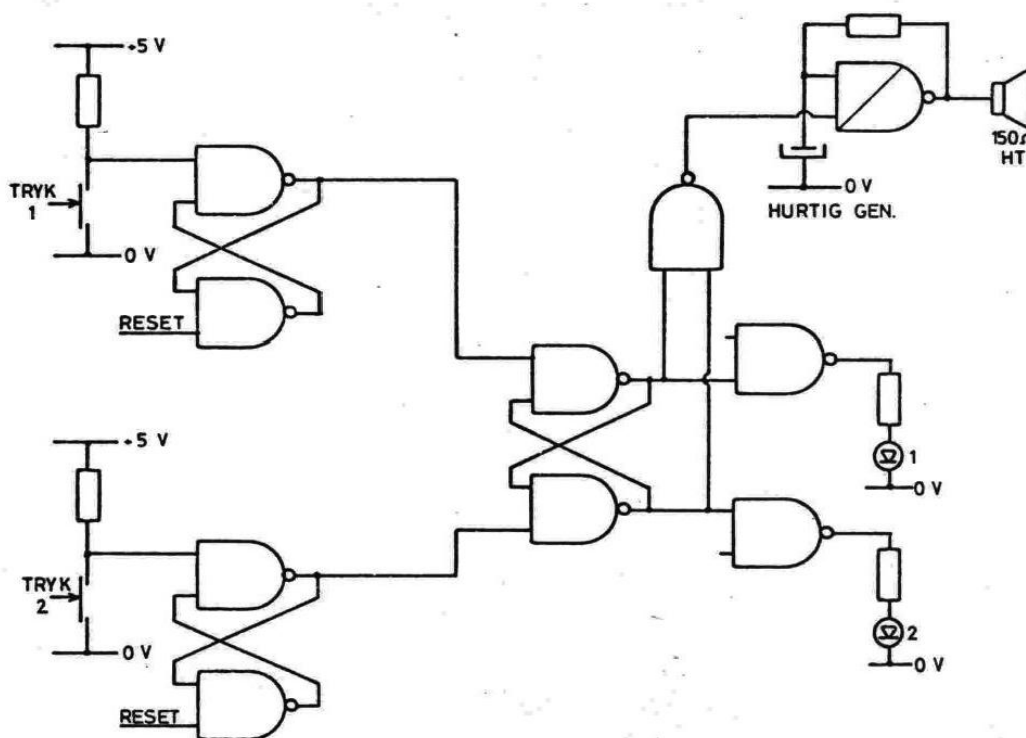 +5 V
TRYK
1
0 V
RESET
+5 V
TRYK
2
0 V
RESET
150Ω
HT
0 V
HURTIG GEN.
1
0 V
2
0 V